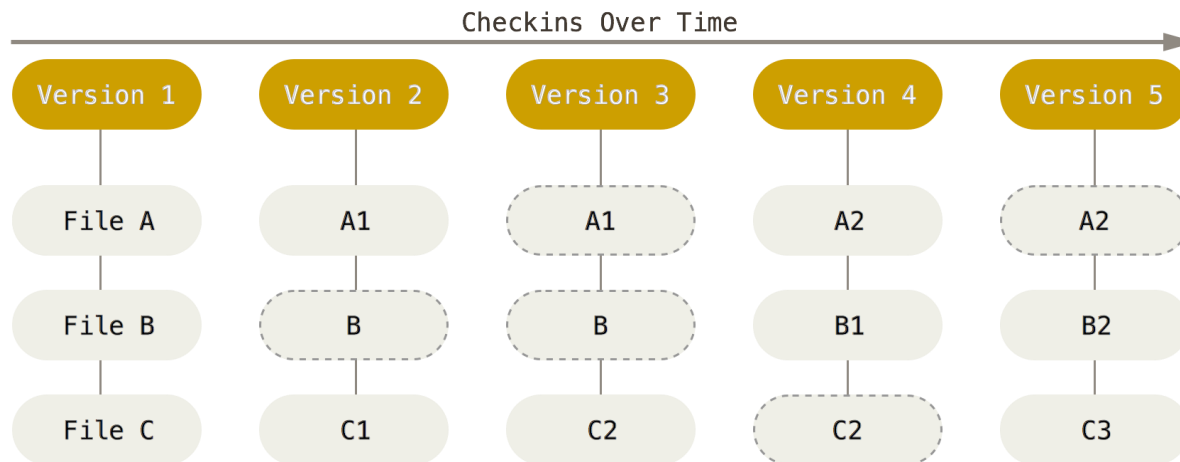 Checkins Over Time
Version 1 Version 2 Version 3 Version 4 Version 5
File A A1 A1 A2 A2
File B B B B1 B2
File C C1 C2 C2 C3